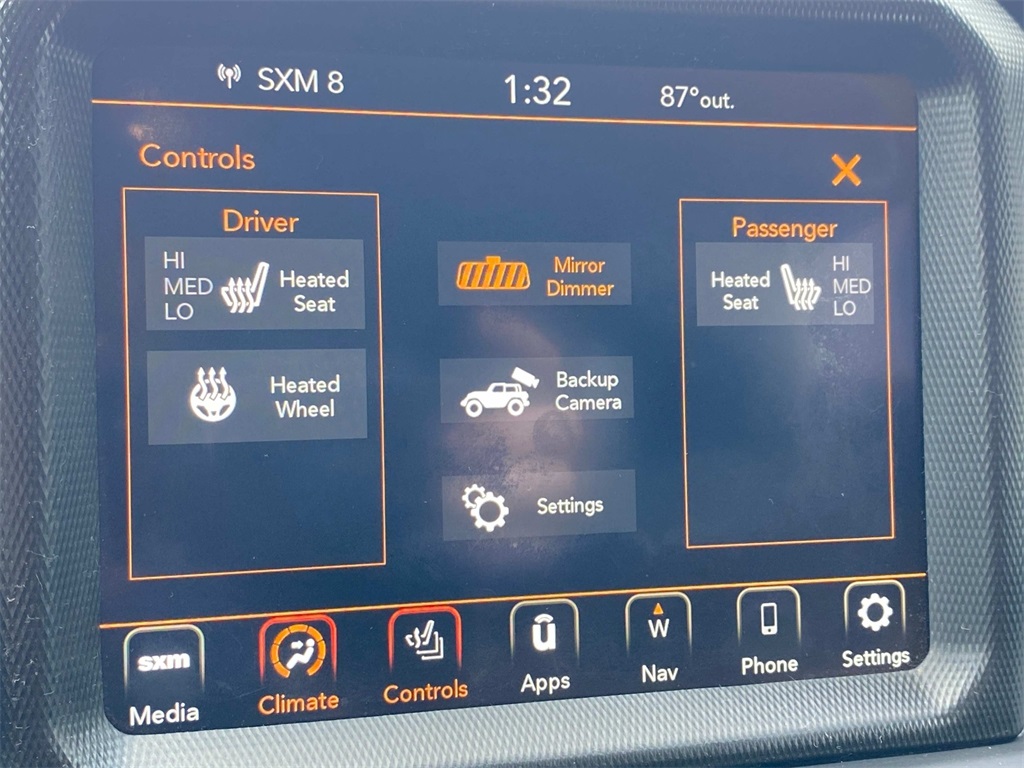 SXM 8
1:32
87°out.
Controls
Driver
HI
MED
LO
Heated
Seat
Heated
Wheel
Mirror
Dimmer
Backup
Camera
Settings
Passenger
Heated
Seat
HI
MED
LO
sxm
Media
Climate
Controls
ū
Apps
W
Nav
Phone
Settings